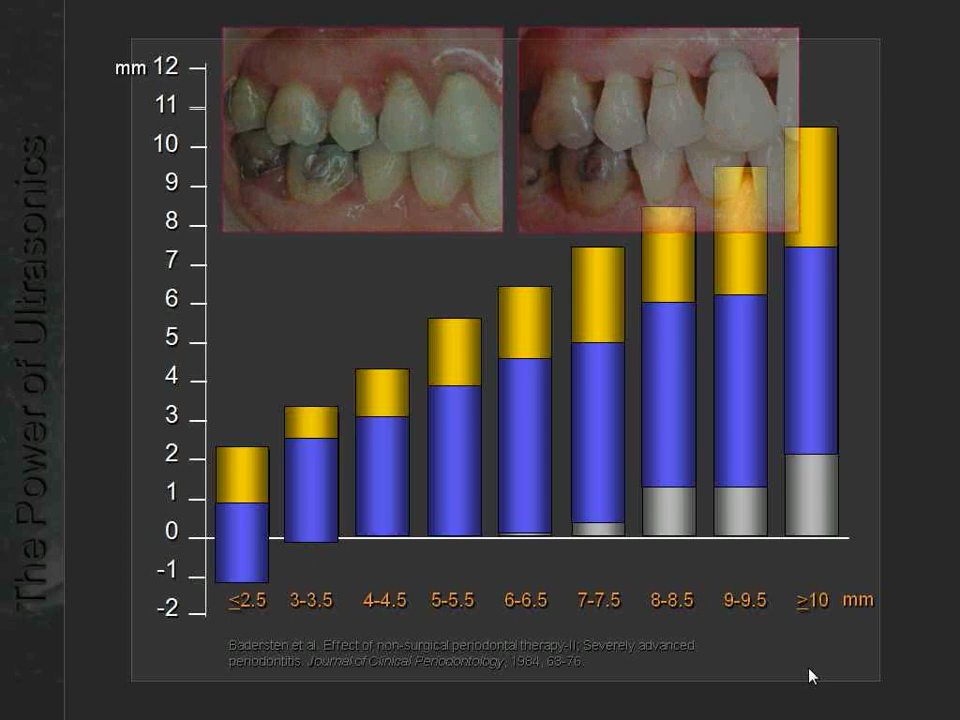 The Power of Ultrasonics
mm 12
11
10
9
8
7
6
5
4
3
2
1
0
-1
-2
≤2.5 3-3.5 4-4.5 5-5.5 6-6.5 7-7.5 8-8.5 9-9.5 ≥10 mm
Badersten et al. Effect of non-surgical periodontal therapy-II; Severely advanced
periodontitis. Journal of Clinical Periodontology, 1984, 63-76.